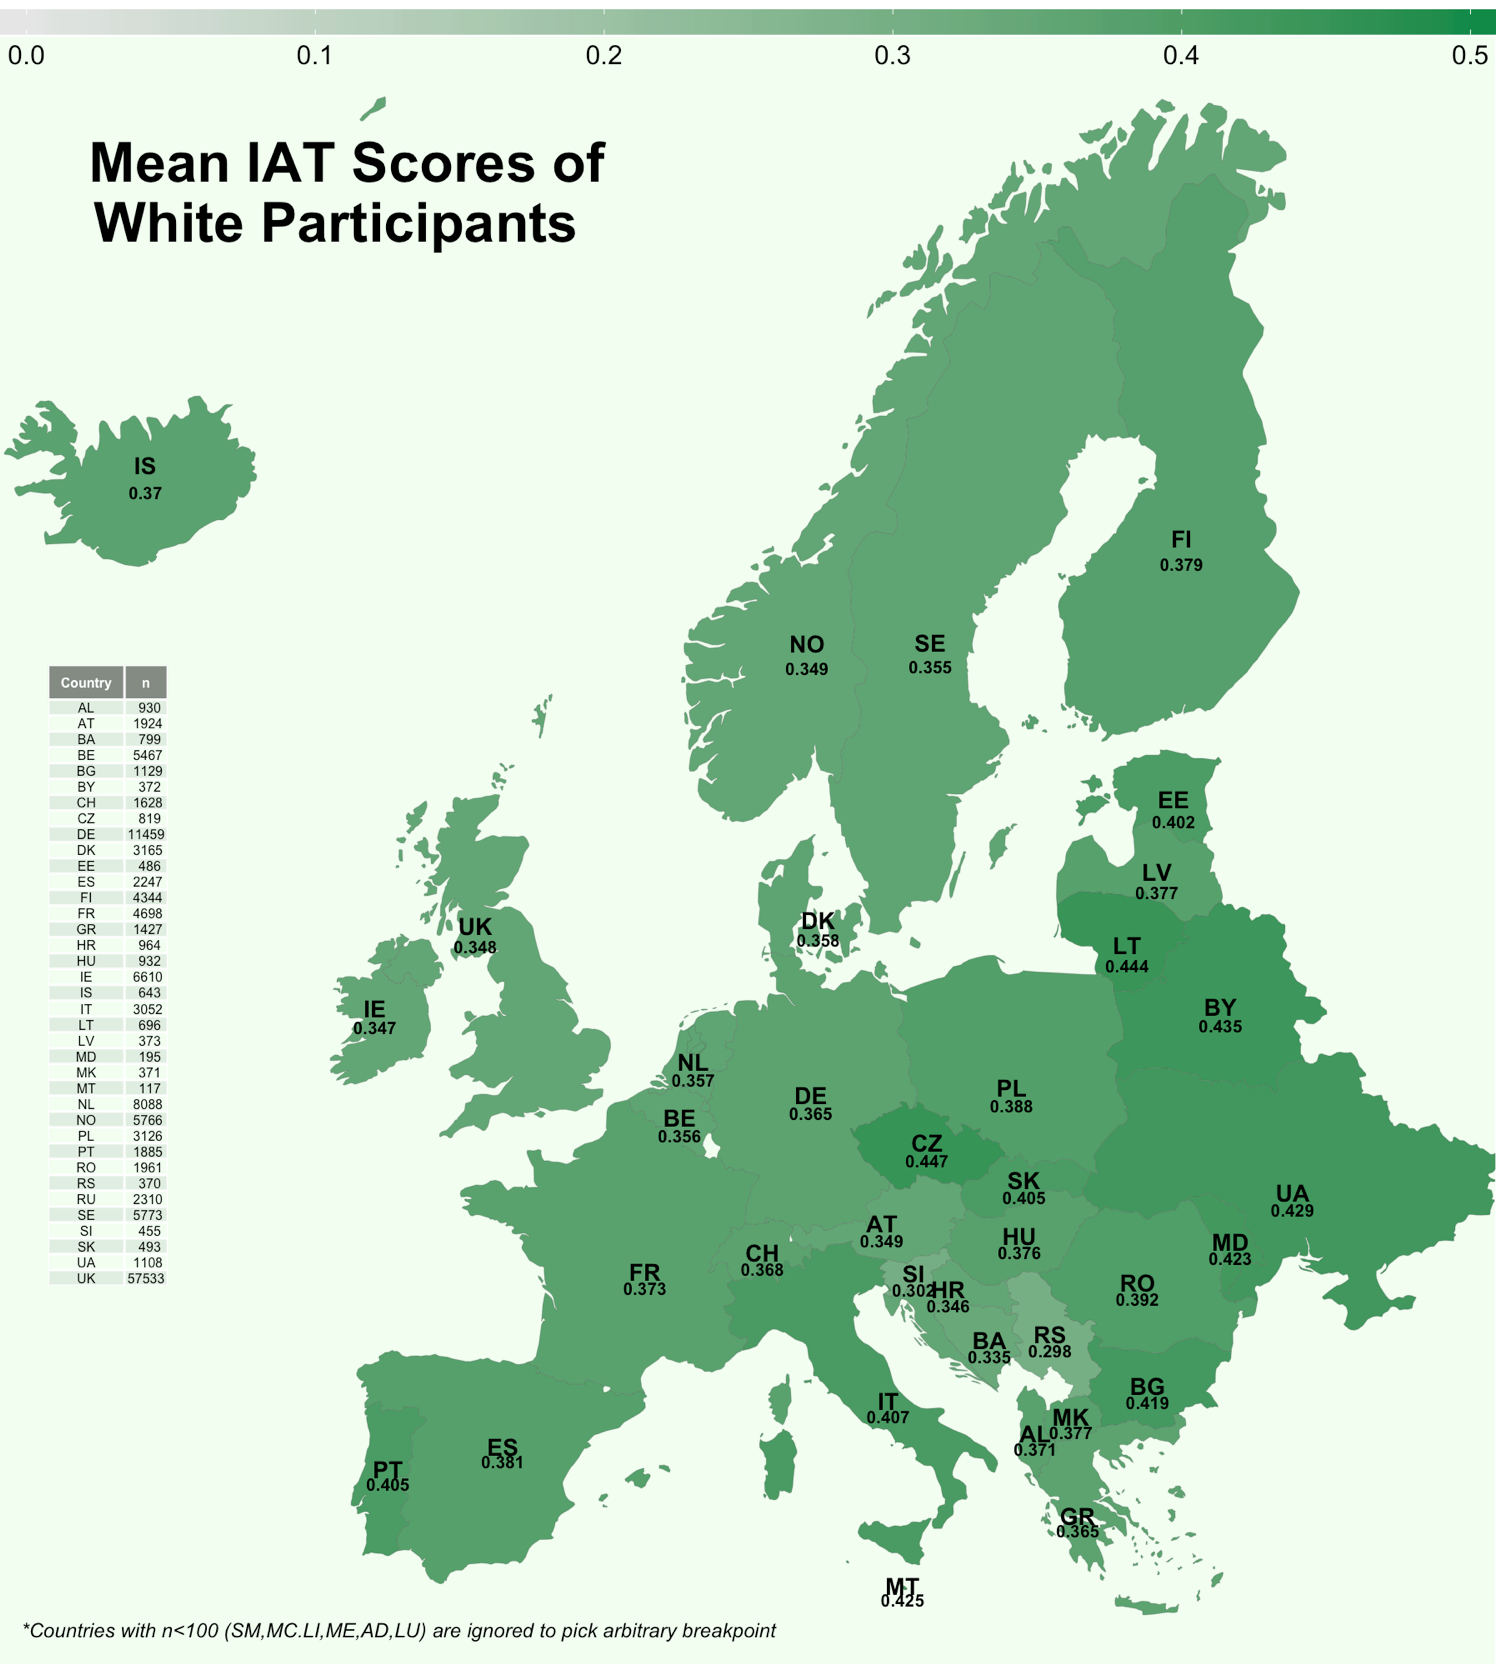 0.0 0.1 0.2 0.3 0.4 0.5
Mean IAT Scores of
White Participants
IS
0.37
FI
0.379
NO
0.349
SE
0.355
Country n
AL 930
AT 1924
BA 799
BE 5467
BG 1129
BY 372
CH 1628
CZ 819
DE 11459
DK 3165
EE 486
ES 2247
FI 4344
FR 4698
GR 1427
HR 964
HU 932
IE 6610
IS 643
IT 3052
LT 696
LV 373
MD 195
MK 371
MT 117
NL 8088
NO 5766
PL 3126
PT 1885
RO 1961
RS 370
RU 2310
SE 5773
SI 455
SK 493
UA 1108
UK 57533
EE
0.402
LV
0.377
UK
0.348
DK
0.358
LT
0.444
IE
0.347
BY
0.435
NL
0.357
DE
0.365
PL
0.388
BE
0.356
CZ
0.447
SK
0.405
UA
0.429
AT
0.349
HU
0.376
MD
0.423
CH
0.368
FR
0.373
SI
0.302
HR
0.346
RO
0.392
BA
0.335
RS
0.298
BG
0.419
IT
0.407
MK
0.377
AL
0.371
ES
0.381
PT
0.405
GR
0.365
MT
0.425
*Countries with n<100 (SM,MC.LI,ME,AD,LU) are ignored to pick arbitrary breakpoint